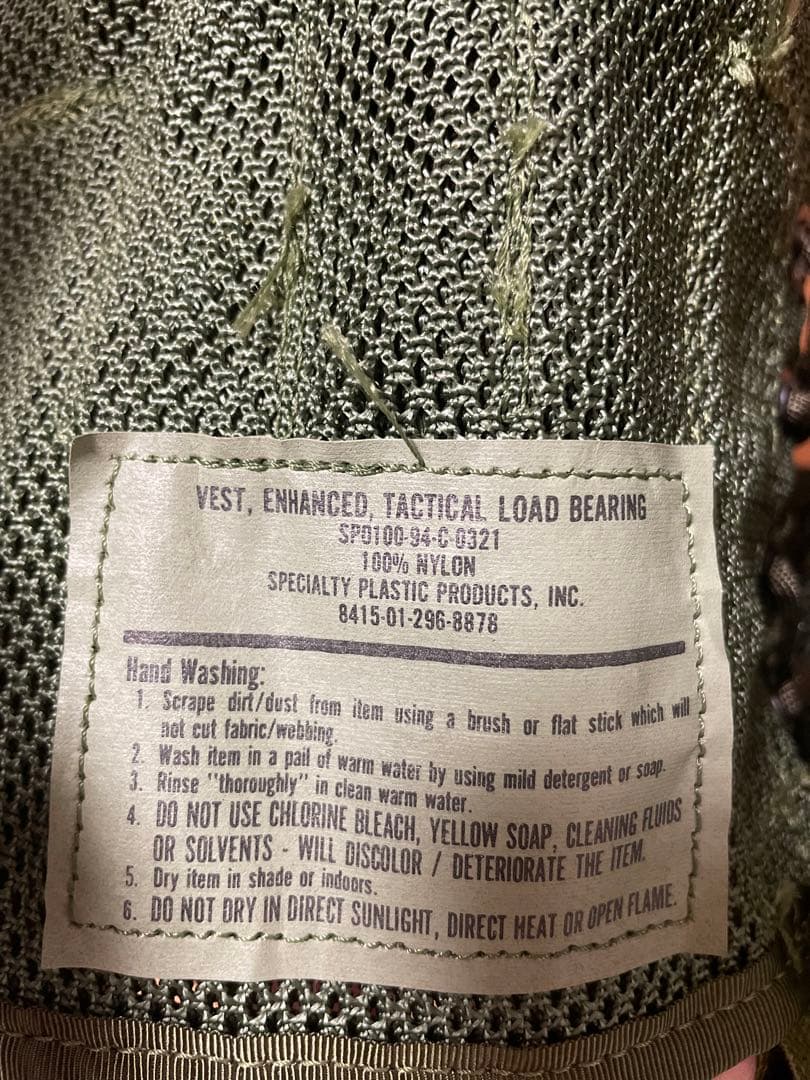 VEST, ENHANCED, TACTICAL LOAD BEARING
SPO100-94-C-0321
100% NYLON
SPECIALTY PLASTIC PRODUCTS, INC.
8415-01-296-8878
Hand Washing:
1. Scrape dirt/dust from item using a brush or flat stick which will
not cut fabric/webbing.
2. Wash item in a pail of warm water by using mild detergent or soap.
3. Rinse "thoroughly" in clean warm water.
4. DO NOT USE CHLORINE BLEACH, YELLOW SOAP, CLEANING FLUIDS
OR SOLVENTS - WILL DISCOLOR / DETERIORATE THE ITEM.
5. Dry item in shade or indoors.
6. DO NOT DRY IN DIRECT SUNLIGHT, DIRECT HEAT OR OPEN FLAME.